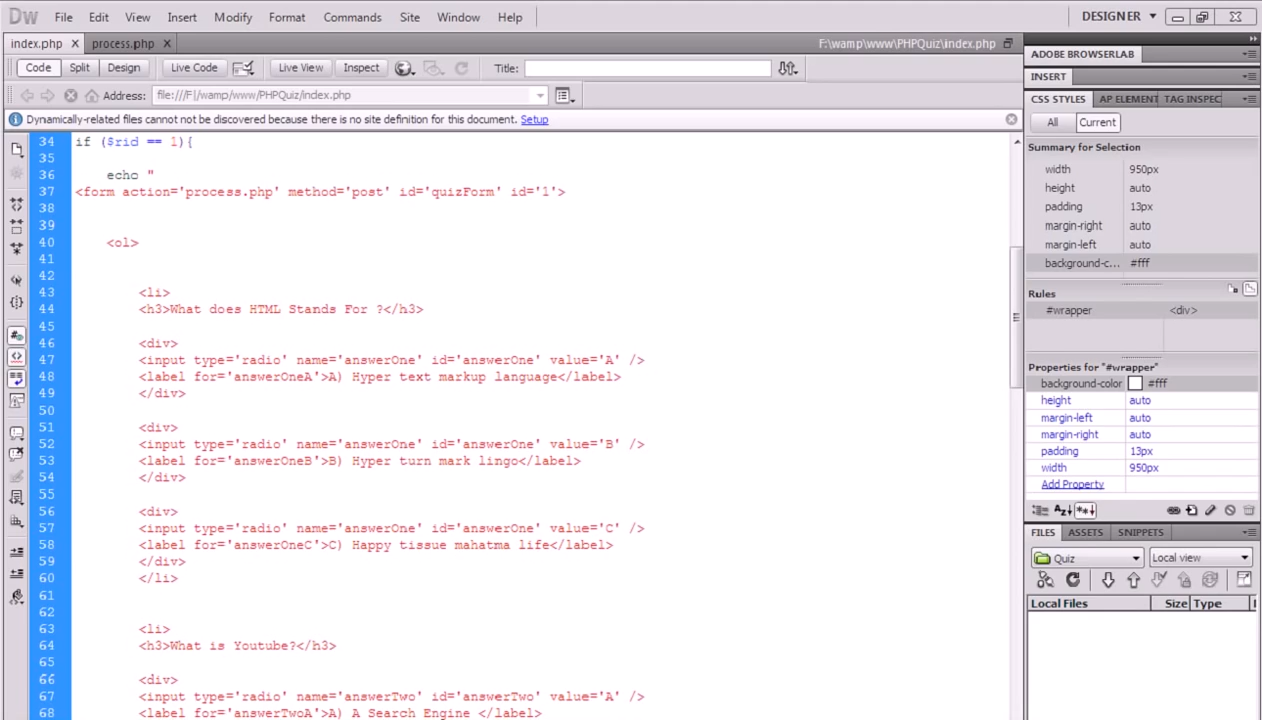 Dw File Edit View Insert Modify Format Commands Site Window Help DESIGNER
index.php process.php F:\wamp\www\PHPQuiz\index.php
Code Split Design Live Code Live View Inspect Title:
Address: file:///F|/wamp/www/PHPQuiz/index.php
Dynamically-related files cannot not be discovered because there is no site definition for this document. Setup
34 if ($rid == 1){
35
36 echo "
37 <form action='process.php' method='post' id='quizForm' id='1'>
38
39
40 <ol>
41
42
43 <li>
44 <h3>What does HTML Stands For ?</h3>
45
46 <div>
47 <input type='radio' name='answerOne' id='answerOne' value='A' />
48 <label for='answerOneA'>A) Hyper text markup language</label>
49 </div>
50
51 <div>
52 <input type='radio' name='answerOne' id='answerOne' value='B' />
53 <label for='answerOneB'>B) Hyper turn mark lingo</label>
54 </div>
55
56 <div>
57 <input type='radio' name='answerOne' id='answerOne' value='C' />
58 <label for='answerOneC'>C) Happy tissue mahatma life</label>
59 </div>
60 </li>
61
62
63 <li>
64 <h3>What is Youtube?</h3>
65
66 <div>
67 <input type='radio' name='answerTwo' id='answerTwo' value='A' />
68 <label for='answerTwoA'>A) A Search Engine </label>
ADOBE BROWSERLAB
INSERT
CSS STYLES AP ELEMENT TAG INSPEC
All Current
Summary for Selection
width 950px
height auto
padding 13px
margin-right auto
margin-left auto
background-c... #fff
Rules
#wrapper <div>
Properties for "#wrapper"
background-color #fff
height auto
margin-left auto
margin-right auto
padding 13px
width 950px
Add Property
FILES ASSETS SNIPPETS
Quiz Local view
Local Files Size Type